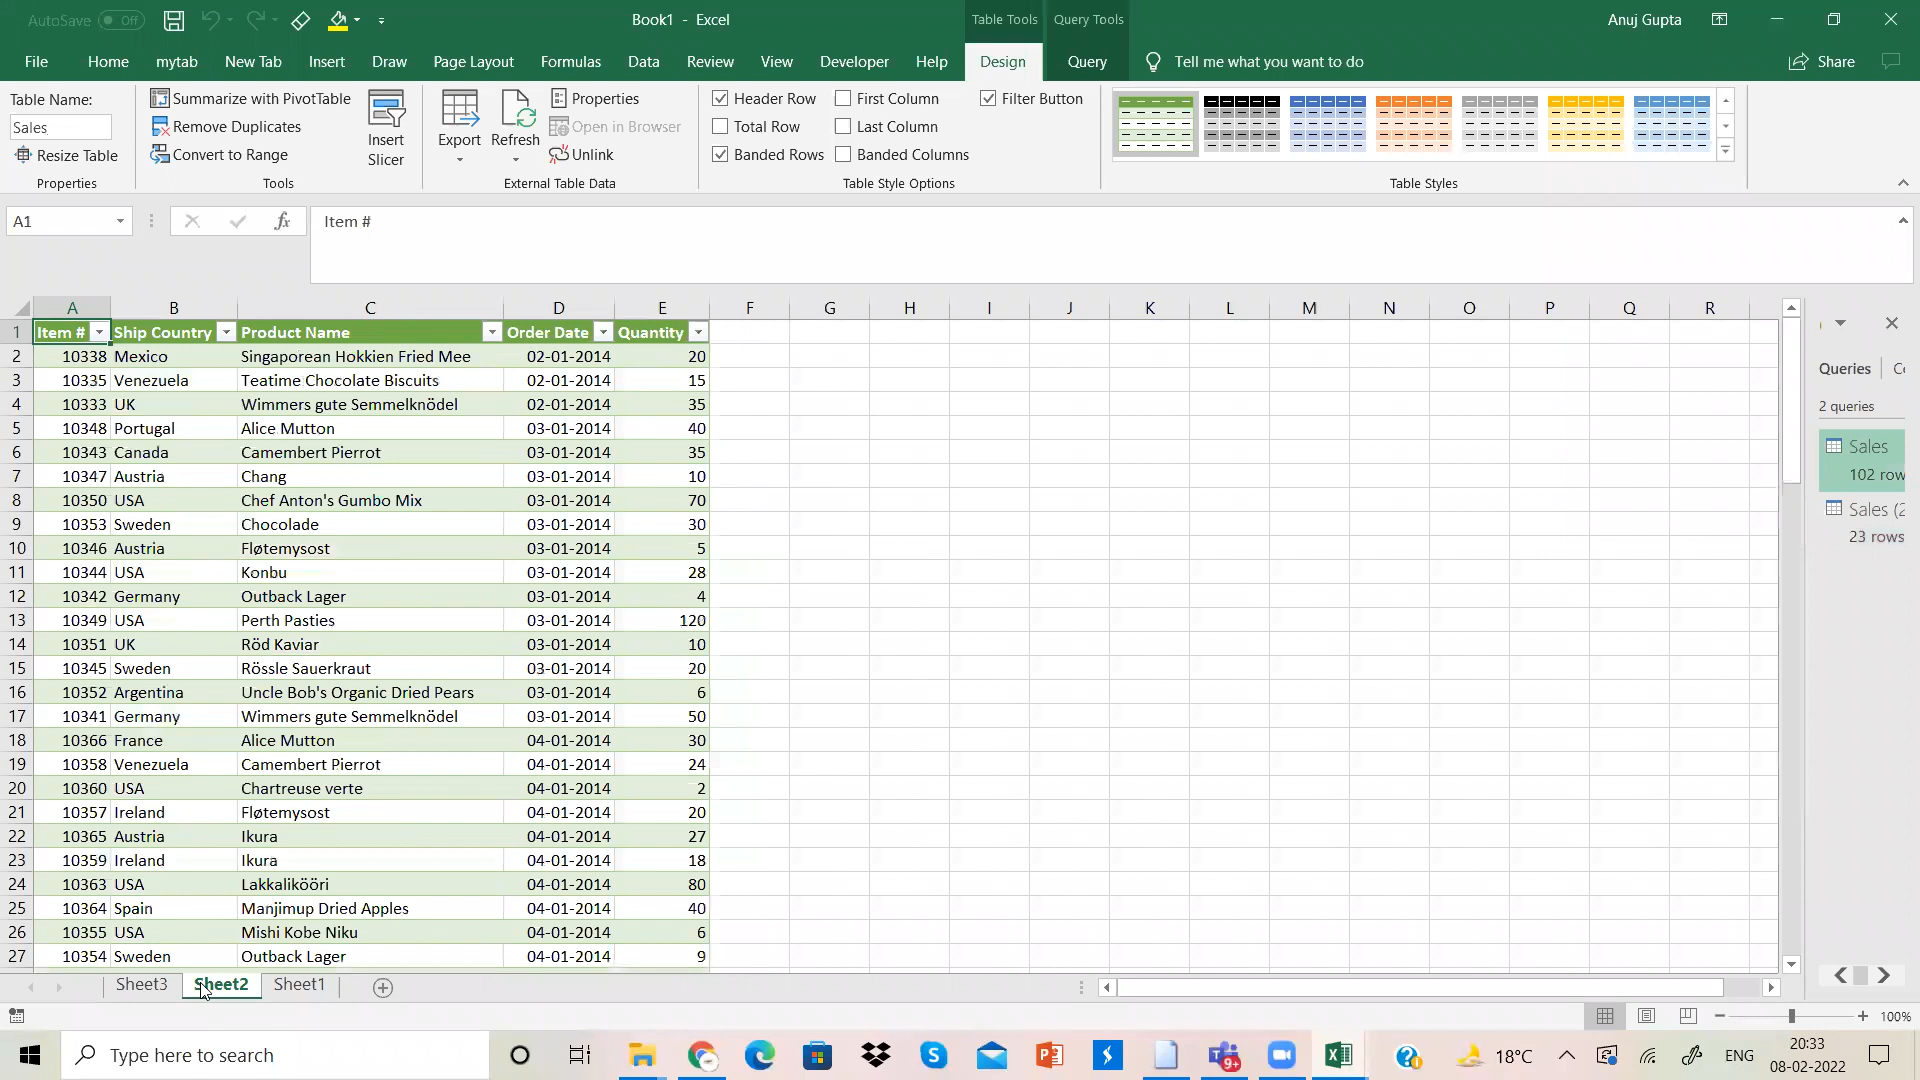 AutoSave Off Book1 - Excel Table Tools Query Tools Anuj Gupta
File Home mytab New Tab Insert Draw Page Layout Formulas Data Review View Developer Help Design Query Tell me what you want to do Share
Table Name:
Sales
Resize Table
Properties
Summarize with PivotTable
Remove Duplicates
Convert to Range
Tools
Insert
Slicer
Export
Refresh
Properties
Open in Browser
Unlink
External Table Data
Header Row First Column Filter Button
Total Row Last Column
Banded Rows Banded Columns
Table Style Options
Table Styles
A1 fx Item #
A B C D E F G H I J K L M N O P Q R
1 Item # Ship Country Product Name Order Date Quantity
2 10338 Mexico Singaporean Hokkien Fried Mee 02-01-2014 20
3 10335 Venezuela Teatime Chocolate Biscuits 02-01-2014 15
4 10333 UK Wimmers gute Semmelknödel 02-01-2014 35
5 10348 Portugal Alice Mutton 03-01-2014 40
6 10343 Canada Camembert Pierrot 03-01-2014 35
7 10347 Austria Chang 03-01-2014 10
8 10350 USA Chef Anton's Gumbo Mix 03-01-2014 70
9 10353 Sweden Chocolade 03-01-2014 30
10 10346 Austria Fløtemysost 03-01-2014 5
11 10344 USA Konbu 03-01-2014 28
12 10342 Germany Outback Lager 03-01-2014 4
13 10349 USA Perth Pasties 03-01-2014 120
14 10351 UK Röd Kaviar 03-01-2014 10
15 10345 Sweden Rössle Sauerkraut 03-01-2014 20
16 10352 Argentina Uncle Bob's Organic Dried Pears 03-01-2014 6
17 10341 Germany Wimmers gute Semmelknödel 03-01-2014 50
18 10366 France Alice Mutton 04-01-2014 30
19 10358 Venezuela Camembert Pierrot 04-01-2014 24
20 10360 USA Chartreuse verte 04-01-2014 2
21 10357 Ireland Fløtemysost 04-01-2014 20
22 10365 Austria Ikura 04-01-2014 27
23 10359 Ireland Ikura 04-01-2014 18
24 10363 USA Lakkalikööri 04-01-2014 80
25 10364 Spain Manjimup Dried Apples 04-01-2014 40
26 10355 USA Mishi Kobe Niku 04-01-2014 6
27 10354 Sweden Outback Lager 04-01-2014 9
Queries
2 queries
Sales
102 row
Sales (2
23 rows
Sheet3 Sheet2 Sheet1
100%
Type here to search
9+
18°C
ENG
20:33
08-02-2022